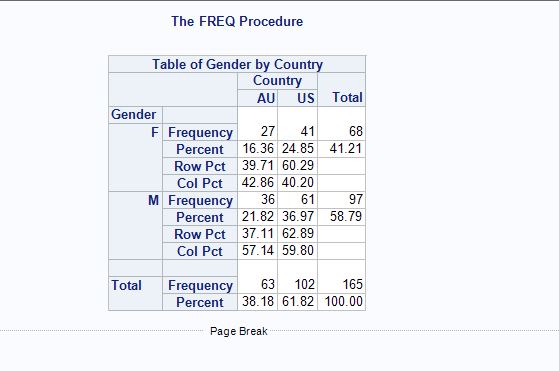 The FREQ Procedure
Table of Gender by Country
Country
AU US Total
Gender
F Frequency 27 41 68
Percent 16.36 24.85 41.21
Row Pct 39.71 60.29
Col Pct 42.86 40.20
M Frequency 36 61 97
Percent 21.82 36.97 58.79
Row Pct 37.11 62.89
Col Pct 57.14 59.80
Total Frequency 63 102 165
Percent 38.18 61.82 100.00
Page Break